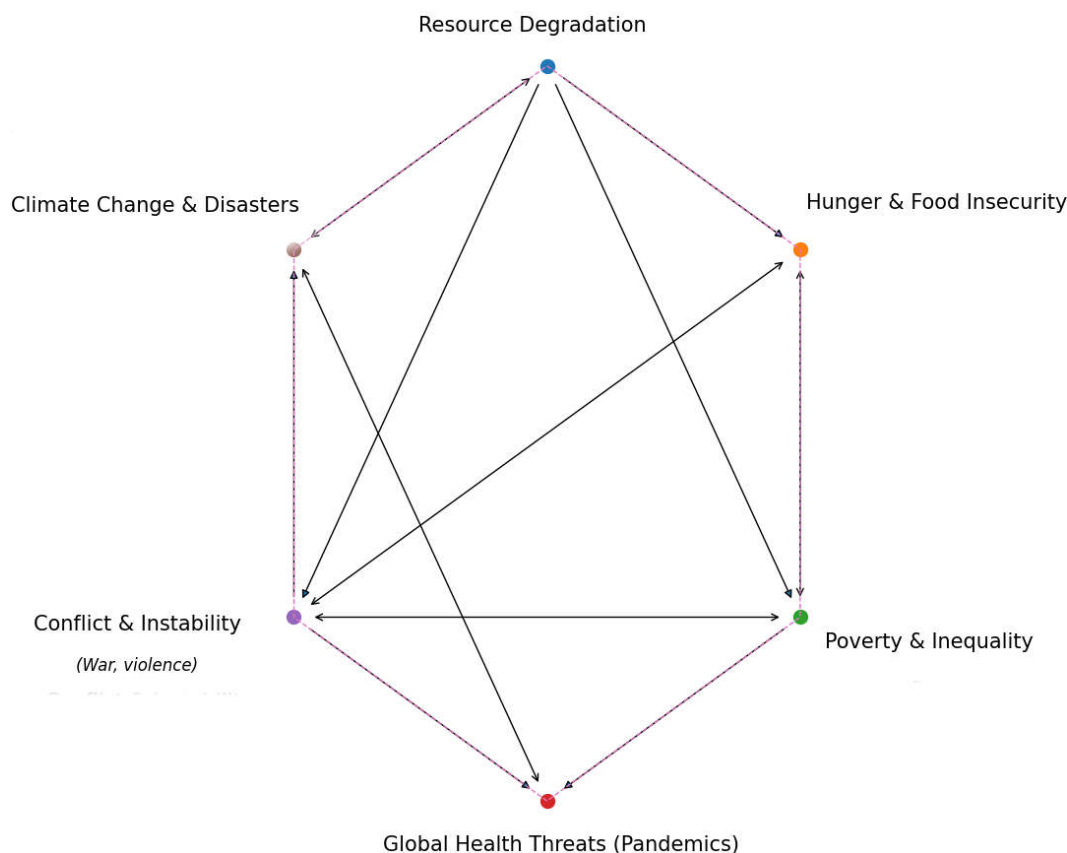 Resource Degradation
Climate Change & Disasters
Hunger & Food Insecurity
Conflict & Instability
(War, violence)
Poverty & Inequality
Global Health Threats (Pandemics)